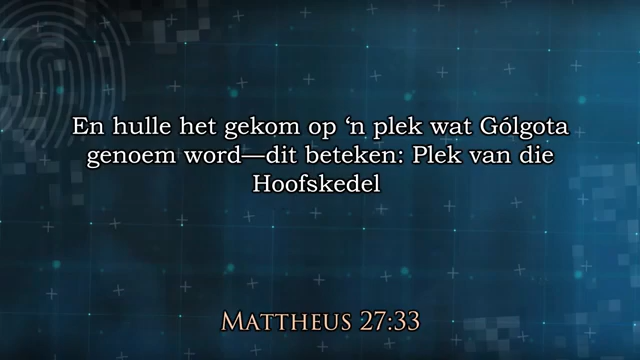 En hulle het gekom op ‘n plek wat Gólgota
genoem word—dit beteken: Plek van die
Hoofskedel
Mattheus 27:33